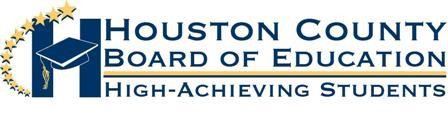 HOUSTON COUNTY
BOARD OF EDUCATION
HIGH-ACHIEVING STUDENTS